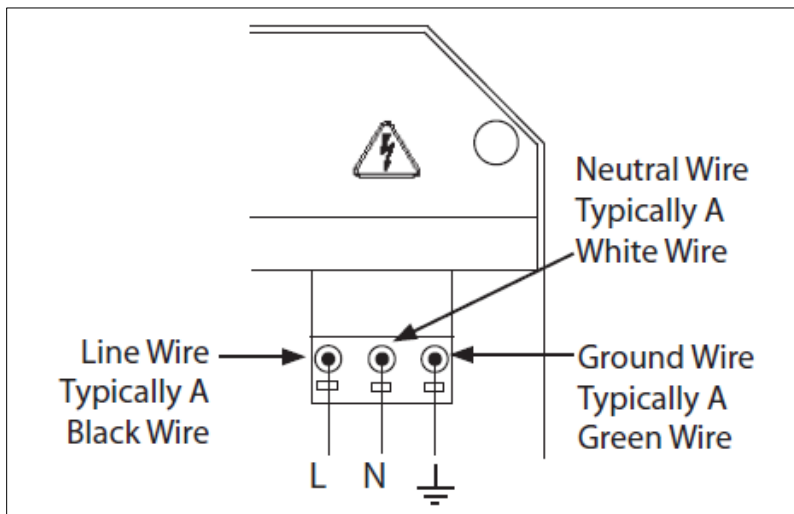 Neutral Wire
Typically A
White Wire
Line Wire
Typically A
Black Wire
Ground Wire
Typically A
Green Wire
L N